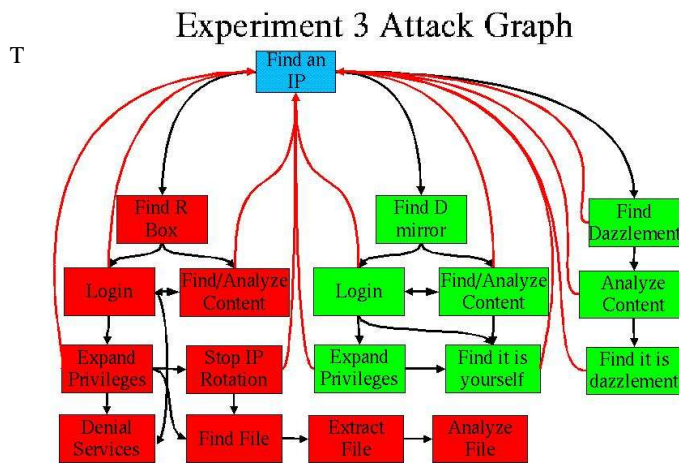 Experiment 3 Attack Graph
T
Find an
IP
Find R
Box
Find D
mirror
Find
Dazzlement
Login
Find/Analyze
Content
Login
Find/Analyze
Content
Analyze
Content
Expand
Privileges
Stop IP
Rotation
Expand
Privileges
Find it is
yourself
Find it is
dazzlement
Denial
Services
Find File
Extract
File
Analyze
File